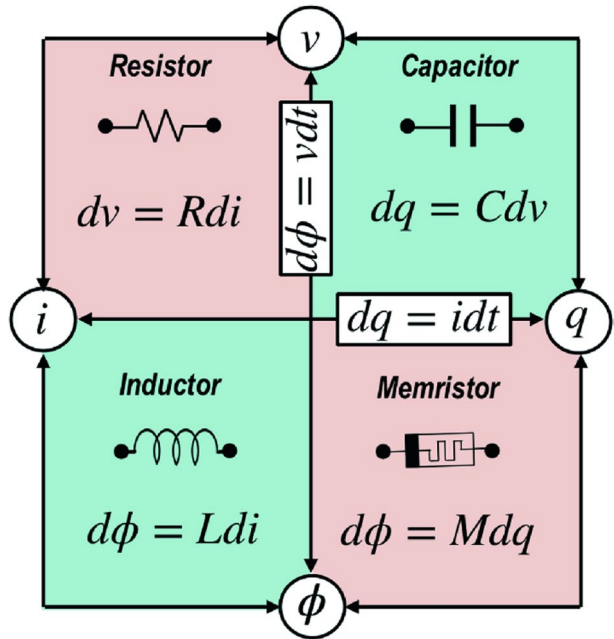 v
Resistor
Capacitor
dv = Rdi
dϕ = vdt
dq = Cdv
i
dq = idt
q
Inductor
Memristor
dϕ = Ldi
dϕ = Mdq
ϕ